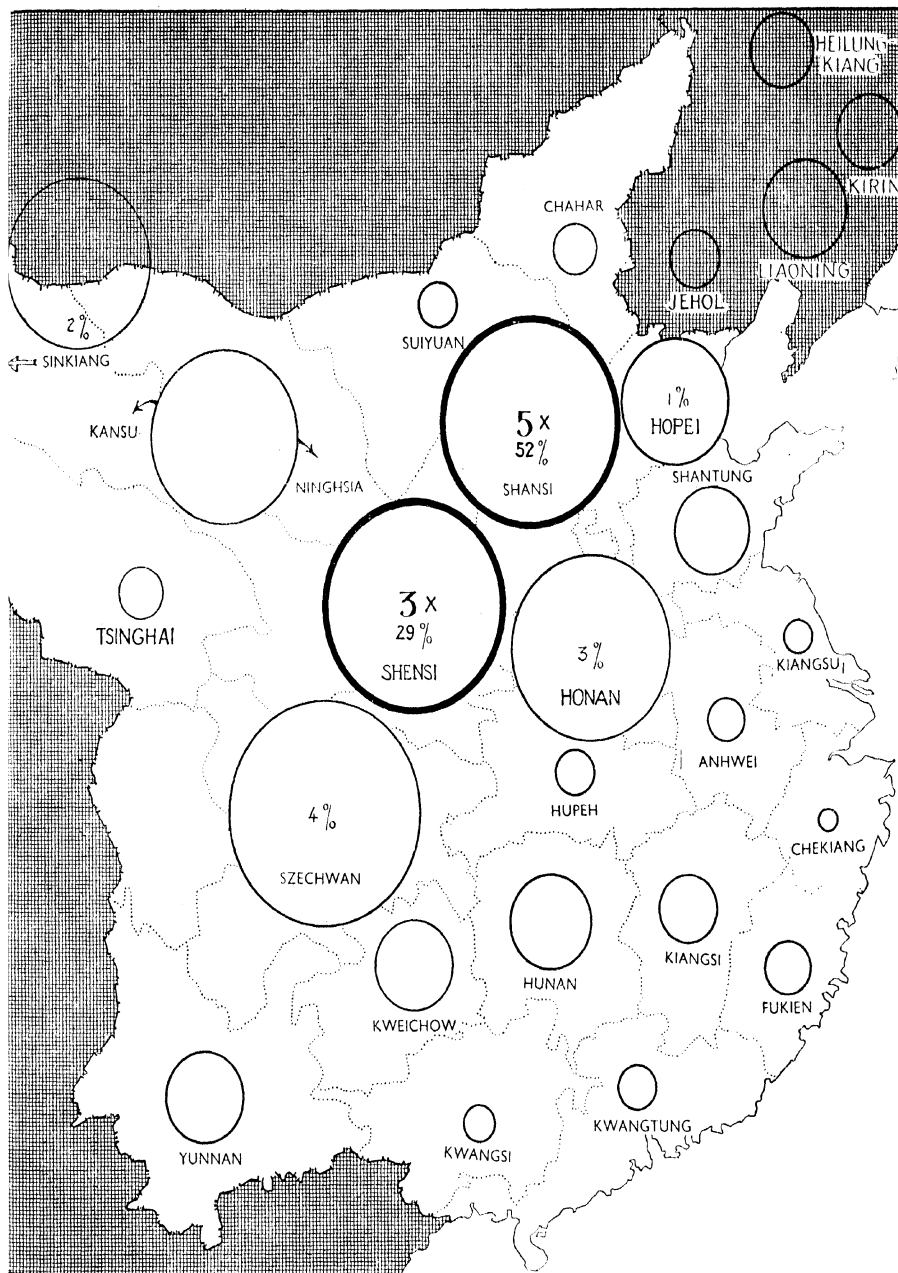 HEILUNG
KIANG
KIRIN
LIAONING
JEHOL
CHAHAR
SUIYUAN
2%
SINKIANG
KANSU
NINGHSIA
5 x
52%
SHANSI
1%
HOPEI
SHANTUNG
TSINGHAI
3 x
29%
SHENSI
3%
HONAN
KIANGSU
ANHWEI
HUPEH
CHEKIANG
4%
SZECHWAN
KWEICHOW
HUNAN
KIANGSI
FUKIEN
YUNNAN
KWANGSI
KWANGTUNG